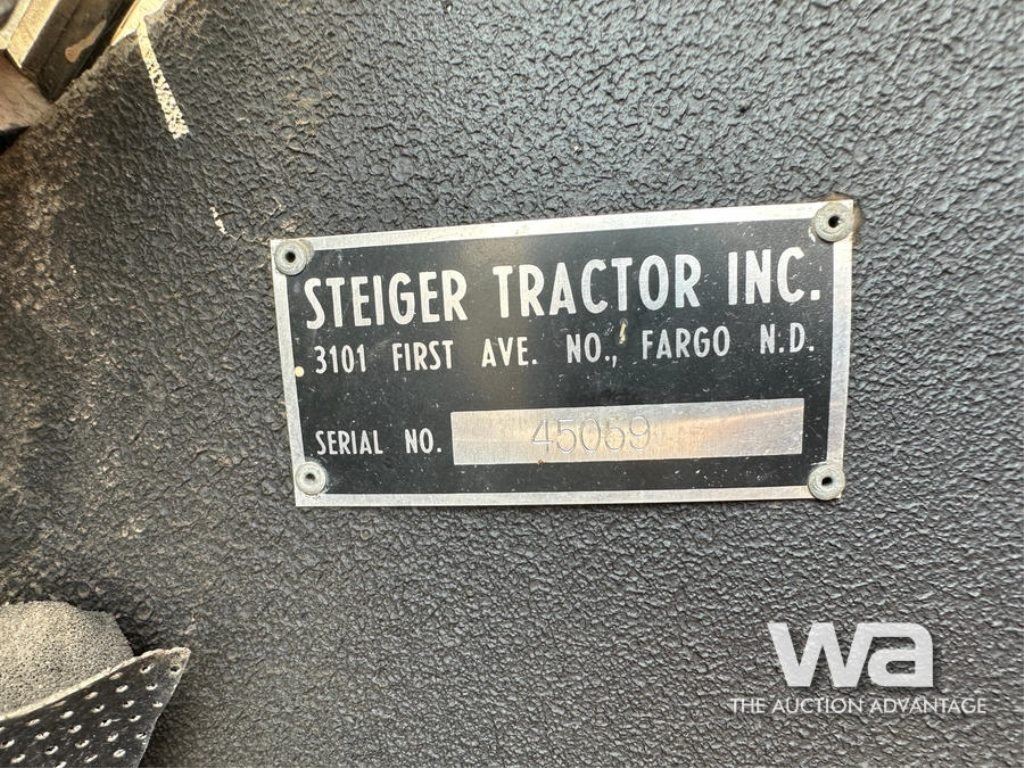 STEIGER TRACTOR INC.
3101 FIRST AVE. NO., FARGO N.D.
SERIAL NO. 45069
wa
THE AUCTION ADVANTAGE